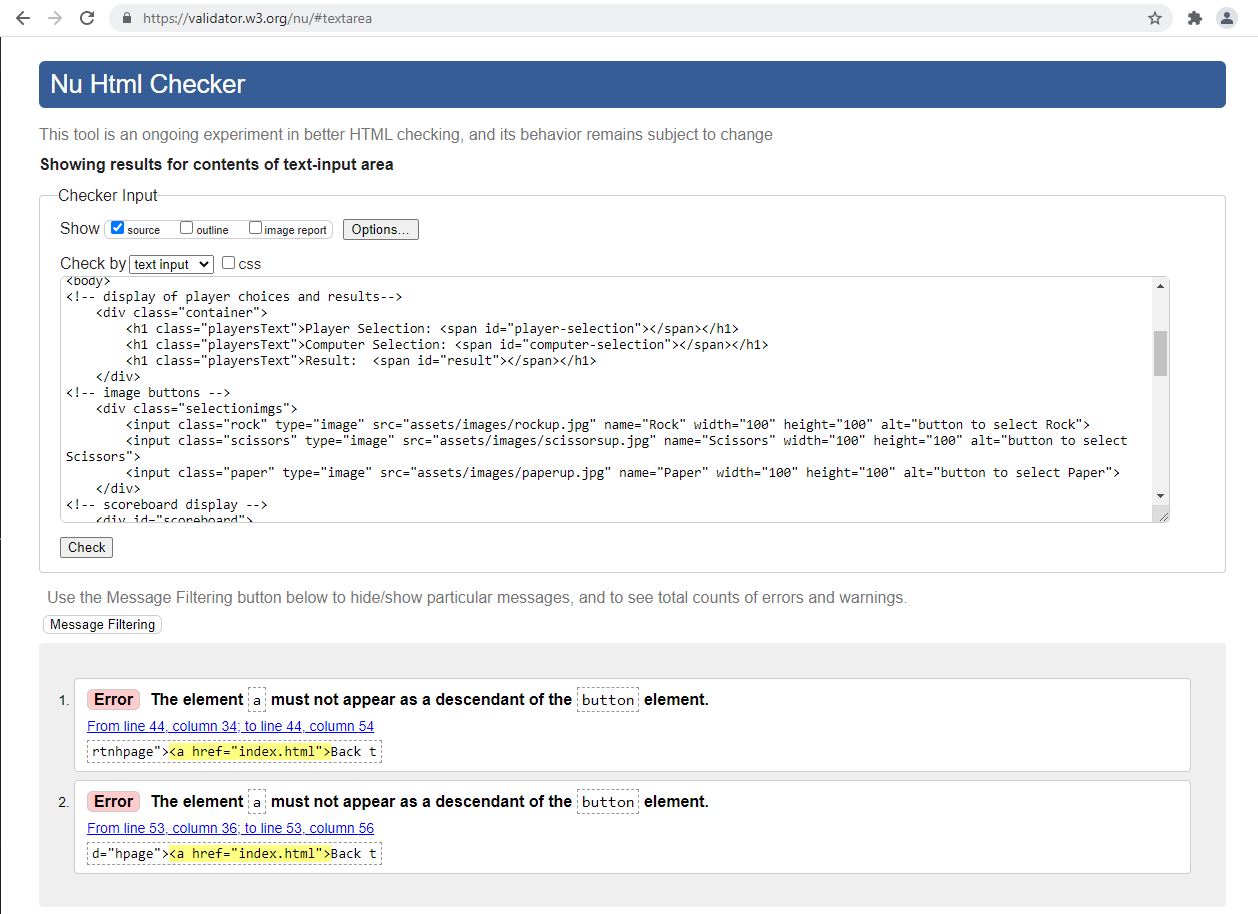 https://validator.w3.org/nu/#textarea
Nu Html Checker
This tool is an ongoing experiment in better HTML checking, and its behavior remains subject to change
Showing results for contents of text-input area
Checker Input
Show source outline image report Options...
Check by text input css
<body>
<!-- display of player choices and results-->
    <div class="container">
        <h1 class="playersText">Player Selection: <span id="player-selection"></span></h1>
        <h1 class="playersText">Computer Selection: <span id="computer-selection"></span></h1>
        <h1 class="playersText">Result:  <span id="result"></span></h1>
    </div>
<!-- image buttons -->
    <div class="selectionimgs">
        <input class="rock" type="image" src="assets/images/rockup.jpg" name="Rock" width="100" height="100" alt="button to select Rock">
        <input class="scissors" type="image" src="assets/images/scissorsup.jpg" name="Scissors" width="100" height="100" alt="button to select
Scissors">
        <input class="paper" type="image" src="assets/images/paperup.jpg" name="Paper" width="100" height="100" alt="button to select Paper">
    </div>
<!-- scoreboard display -->
    <div id="scoreboard">
Check
Use the Message Filtering button below to hide/show particular messages, and to see total counts of errors and warnings.
Message Filtering
1. Error The element a must not appear as a descendant of the button element.
From line 44, column 34; to line 44, column 54
rtnhpage"><a href="index.html">Back t
2. Error The element a must not appear as a descendant of the button element.
From line 53, column 36; to line 53, column 56
d="hpage"><a href="index.html">Back t